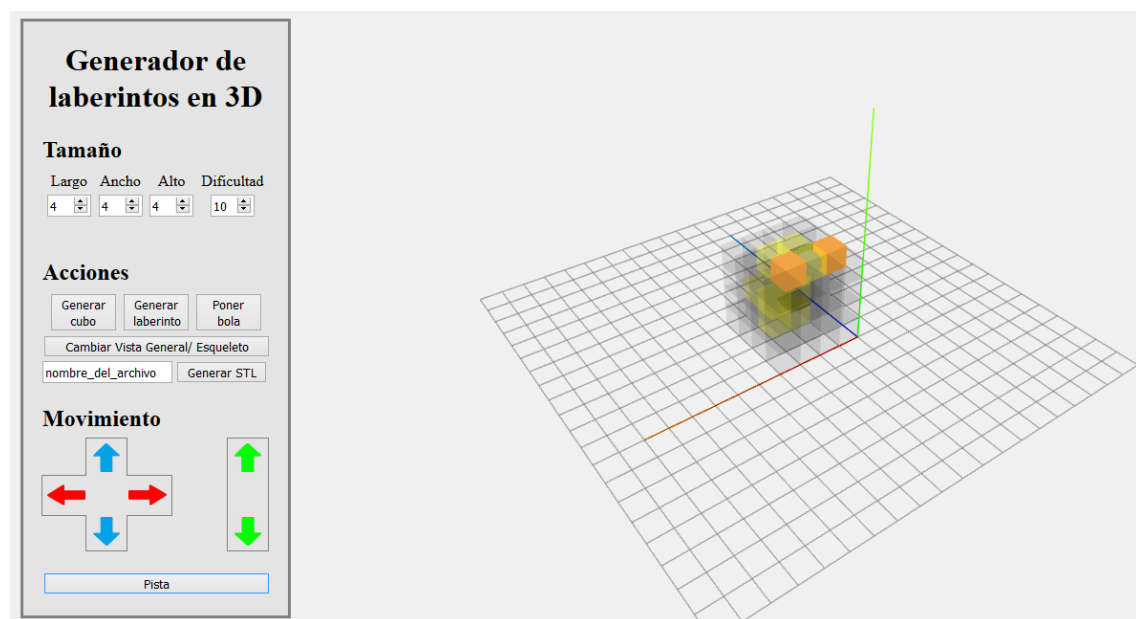 Generador de
laberintos en 3D
Tamaño
Largo Ancho Alto Dificultad
4 4 4 10
Acciones
Generar cubo Generar laberinto Poner bola
Cambiar Vista General/ Esqueleto
nombre_del_archivo Generar STL
Movimiento
Pista